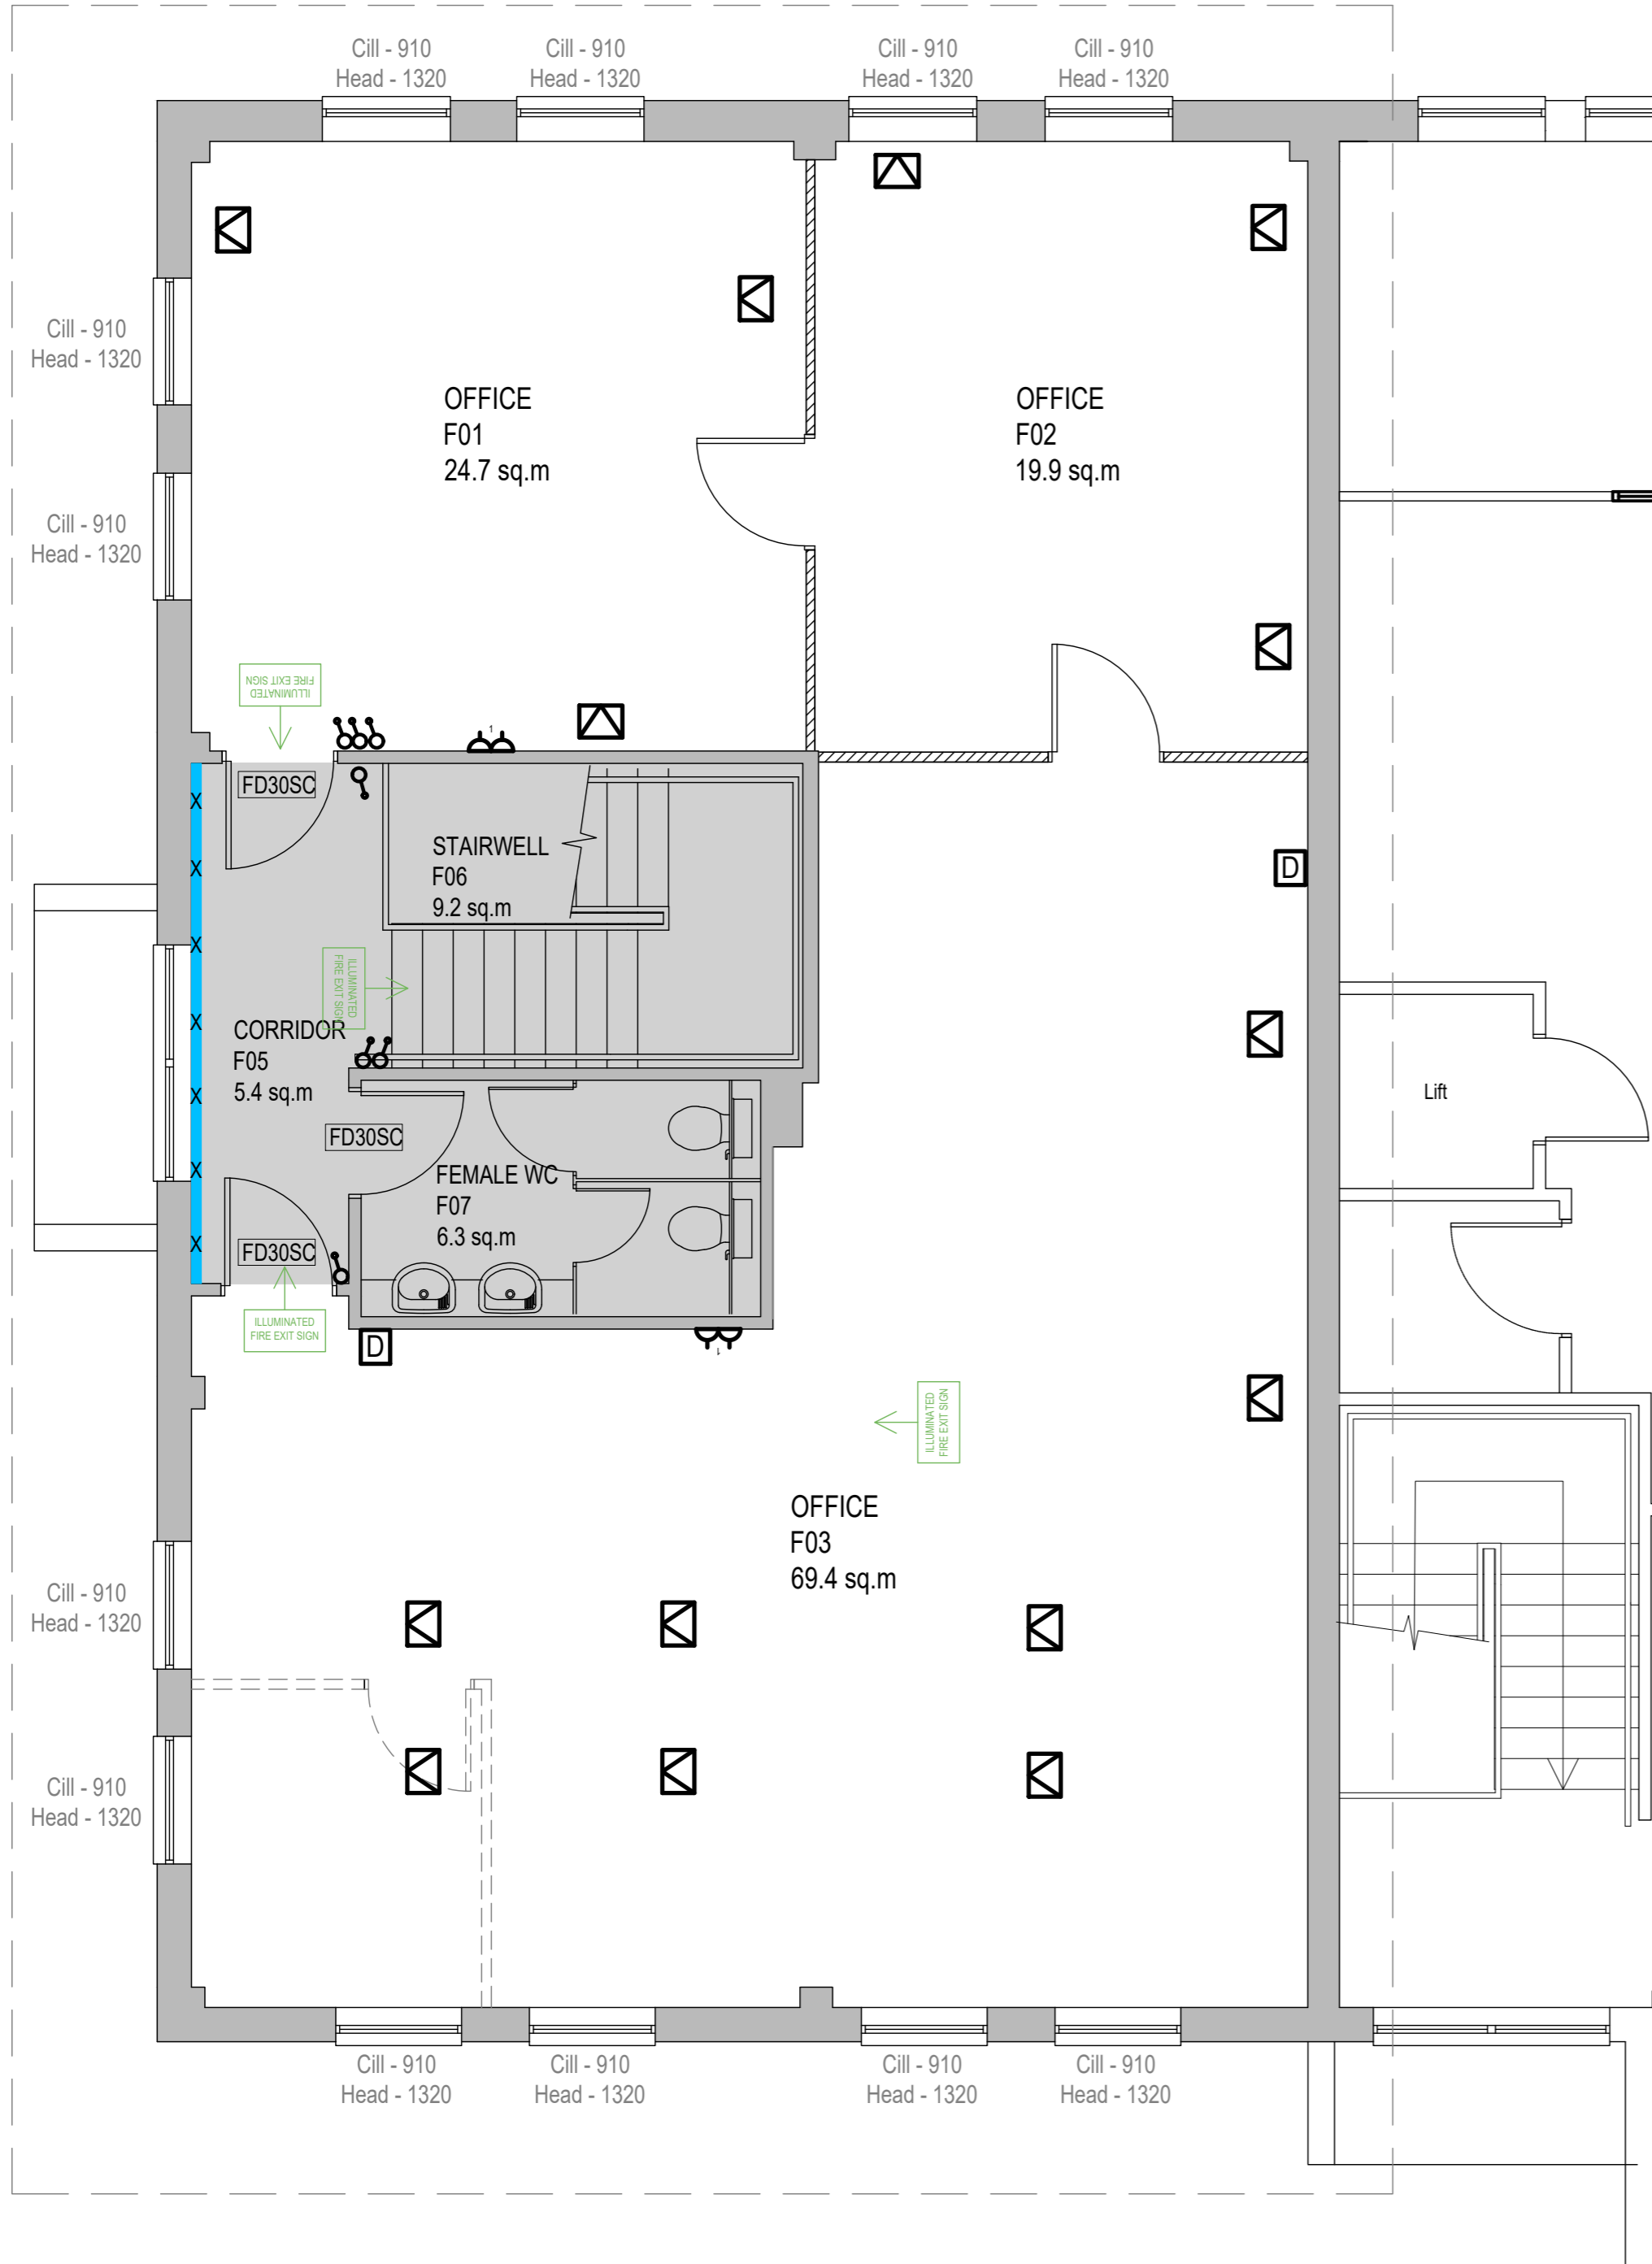 Cill - 910
Head - 1320
Cill - 910
Head - 1320
Cill - 910
Head - 1320
Cill - 910
Head - 1320
Cill - 910
Head - 1320
OFFICE
F01
24.7 sq.m
OFFICE
F02
19.9 sq.m
Cill - 910
Head - 1320
ILLUMINATED
FIRE EXIT SIGN
1
FD30SC
X
X
X
X
X
X
X
STAIRWELL
F06
9.2 sq.m
D
ILLUMINATED
FIRE EXIT SIGN
CORRIDOR
F05
5.4 sq.m
Lift
FD30SC
FEMALE WC
F07
6.3 sq.m
FD30SC
ILLUMINATED
FIRE EXIT SIGN
D
1
ILLUMINATED
FIRE EXIT SIGN
OFFICE
F03
69.4 sq.m
Cill - 910
Head - 1320
Cill - 910
Head - 1320
Cill - 910
Head - 1320
Cill - 910
Head - 1320
Cill - 910
Head - 1320
Cill - 910
Head - 1320